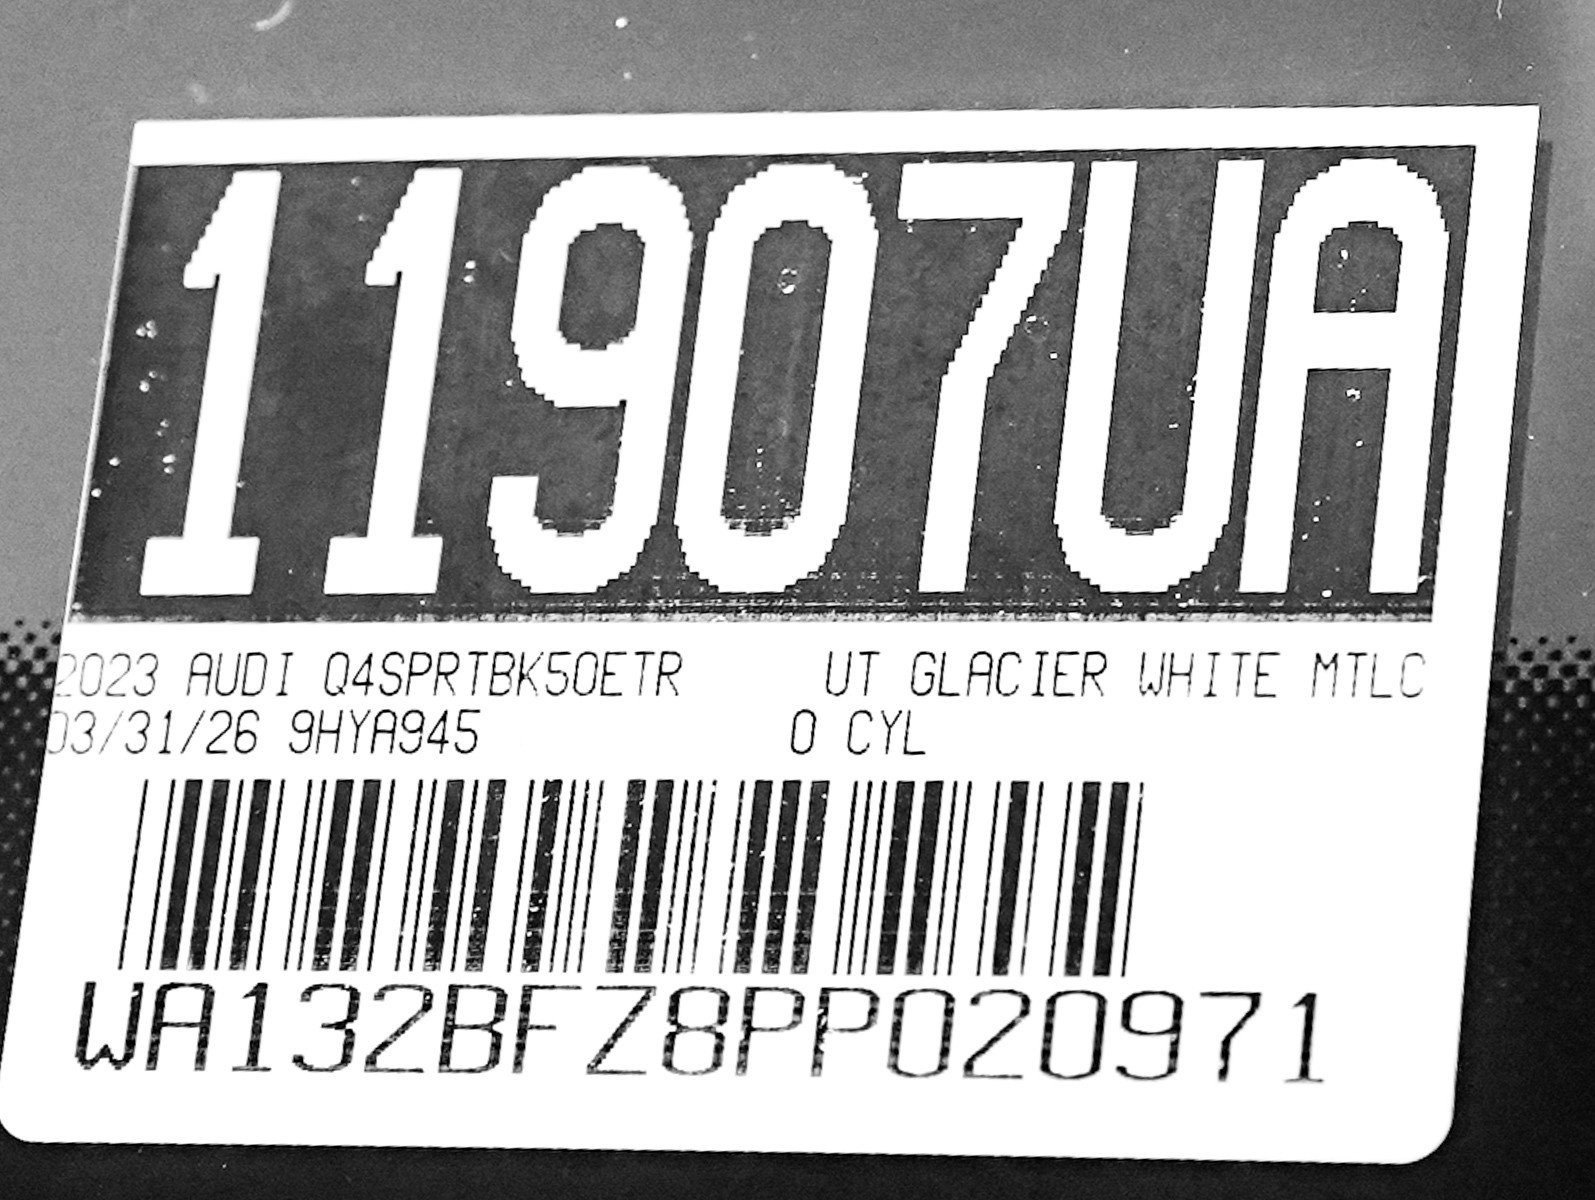 11907UA
2023 AUDI Q4SPRTBK50ETR UT GLACIER WHITE MTLC
03/31/26 9HYA945 0 CYL
WA132BFZ8PP020971